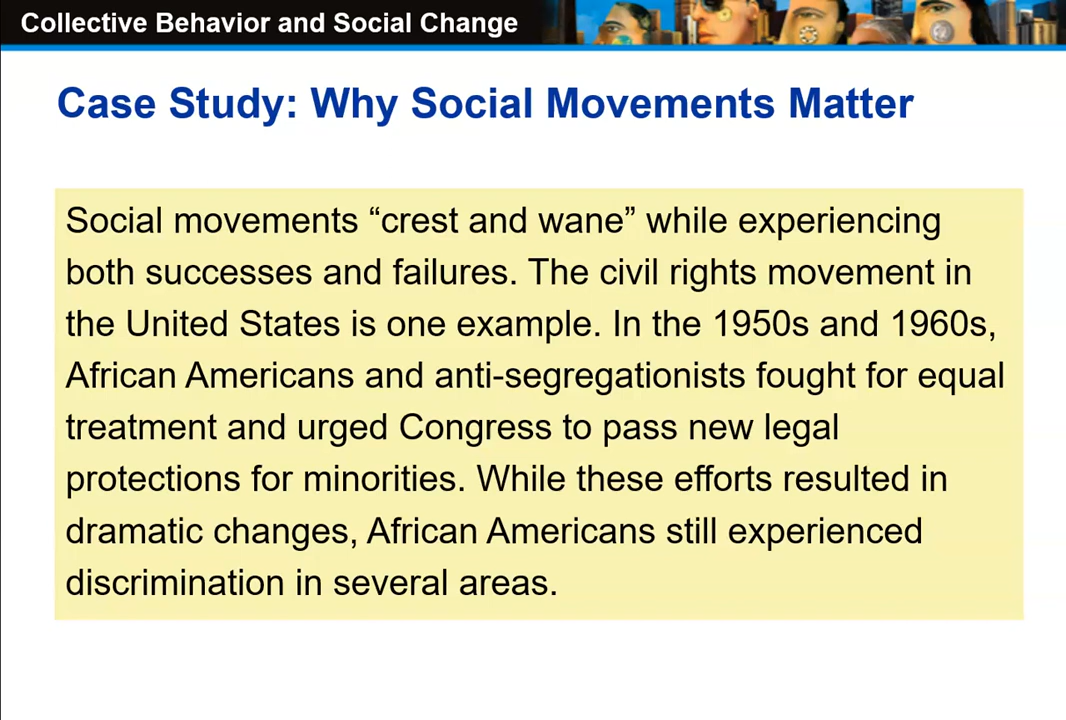 Collective Behavior and Social Change
Case Study: Why Social Movements Matter
Social movements “crest and wane” while experiencing
both successes and failures. The civil rights movement in
the United States is one example. In the 1950s and 1960s,
African Americans and anti-segregationists fought for equal
treatment and urged Congress to pass new legal
protections for minorities. While these efforts resulted in
dramatic changes, African Americans still experienced
discrimination in several areas.